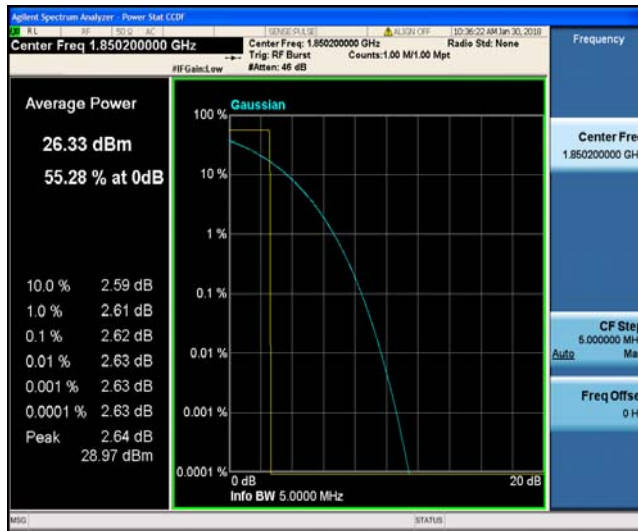 Agilent Spectrum Analyzer - Power Stat CCDF
RL RF 50 Ω AC SENSE:PULSE ALIGN OFF 10:36:22 AM Jan 30, 2018
Center Freq 1.850200000 GHz
Center Freq: 1.850200000 GHz Radio Std: None
Trig: RF Burst Counts:1.00 M/1.00 Mpt
#IFGain:Low #Atten: 46 dB
Frequency
Average Power
26.33 dBm
55.28 % at 0dB
10.0 % 2.59 dB
1.0 % 2.61 dB
0.1 % 2.62 dB
0.01 % 2.63 dB
0.001 % 2.63 dB
0.0001 % 2.63 dB
Peak 2.64 dB
28.97 dBm
Gaussian
100 %
10 %
1 %
0.1 %
0.01 %
0.001 %
0.0001 %
0 dB 20 dB
Info BW 5.0000 MHz
Center Fre
1.850200000 GH
CF Ste
5.000000 MH
Auto Ma
Freq Offse
0 H
MSG STATUS